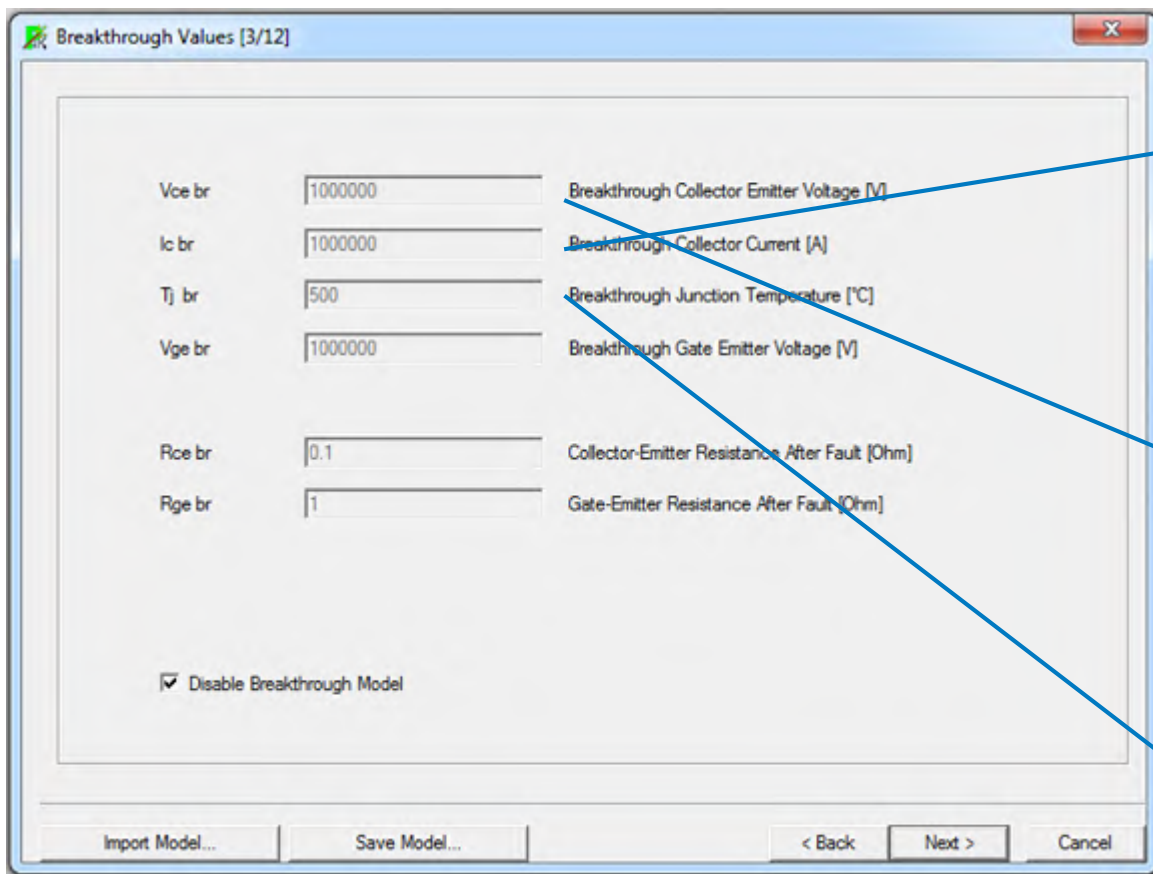 Breakthrough Values [3/12]
Vce br 1000000 Breakthrough Collector Emitter Voltage [V]
Ic br 1000000 Breakthrough Collector Current [A]
Tj br 500 Breakthrough Junction Temperature [°C]
Vge br 1000000 Breakthrough Gate Emitter Voltage [V]
Rce br 0.1 Collector-Emitter Resistance After Fault [Ohm]
Rge br 1 Gate-Emitter Resistance After Fault [Ohm]
Disable Breakthrough Model
Import Model... Save Model... < Back Next > Cancel